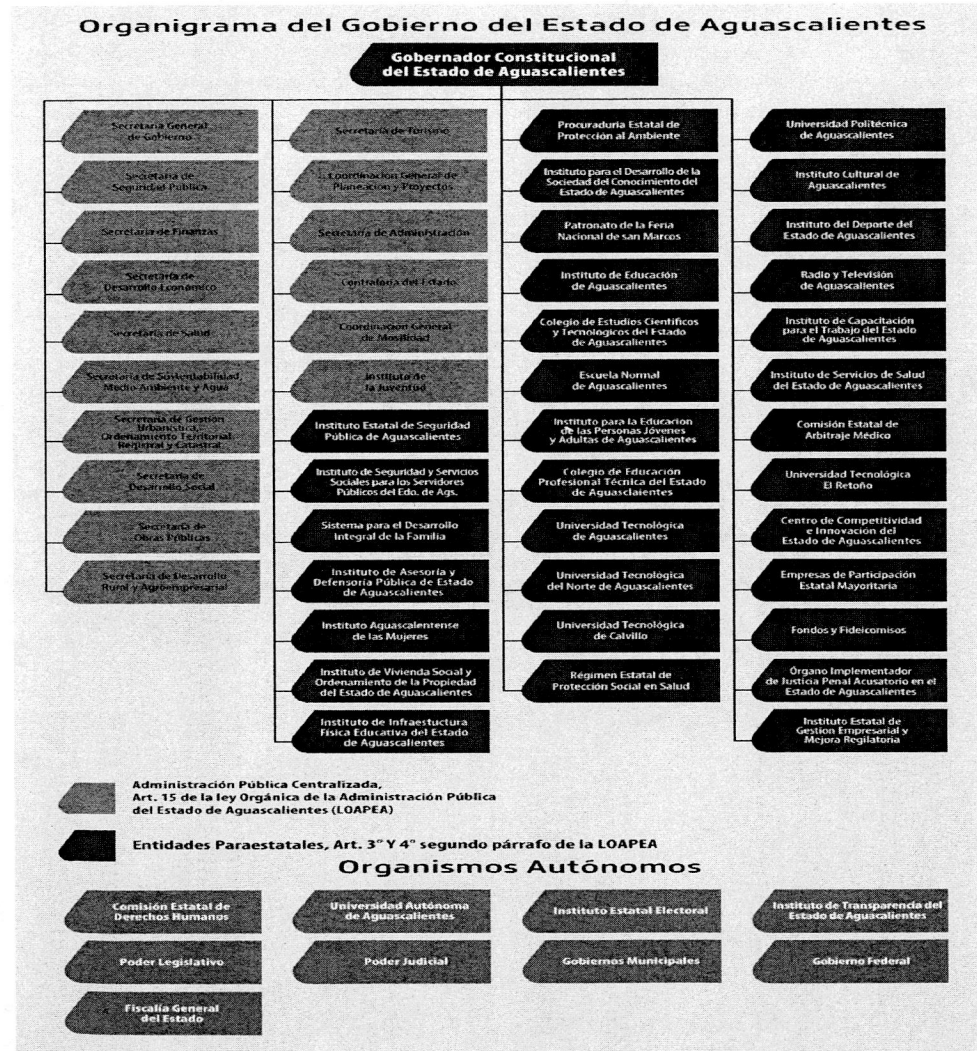 Organigrama del Gobierno del Estado de Aguascalientes
Gobernador Constitucional
del Estado de Aguascalientes
Secretaría General
de Gobierno
Secretaría de
Seguridad Pública
Secretaría de Finanzas
Secretaría de
Desarrollo Económico
Secretaría de Salud
Secretaría de Sostentabilidad,
Medio Ambiente y Agua
Secretaría de Gestión
Urbanística,
Ordenamiento Territorial
Registral y Catastral
Secretaría de
Desarrollo Social
Secretaría de
Obras Públicas
Secretaría de Desarrollo
Rural y Agroempresarial
Secretaría de Turismo
Coordinación General de
Planeación y Proyectos
Secretaría de Administración
Contraloría del Estado
Coordinación General
de Movilidad
Instituto de
la Juventud
Instituto Estatal de Seguridad
Pública de Aguascalientes
Instituto de Seguridad y Servicios
Sociales para los Servidores
Públicos del Edo. de Ags.
Sistema para el Desarrollo
Integral de la Familia
Instituto de Asesoría y
Defensoría Pública de Estado
de Aguascalientes
Instituto Aguascalentense
de las Mujeres
Instituto de Vivienda Social y
Ordenamiento de la Propiedad
del Estado de Aguascalientes
Instituto de Infraestuctura
Física Educativa del Estado
de Aguascalientes
Procuraduría Estatal de
Protección al Ambiente
Instituto para el Desarrollo de la
Sociedad del Conocimiento del
Estado de Aguascalientes
Patronato de la Feria
Nacional de san Marcos
Instituto de Educación
de Aguascalientes
Colegio de Estudios Científicos
y Tecnológicos del Estado
de Aguascalientes
Escuela Normal
de Aguascalientes
Instituto para la Educación
de las Personas Jóvenes
y Adultas de Aguascalientes
Colegio de Educación
Profesional Técnica del Estado
de Aguasclaientes
Universidad Tecnológica
de Aguascalientes
Universidad Tecnológica
del Norte de Aguascalientes
Universidad Tecnológica
de Calvillo
Régimen Estatal de
Protección Social en Salud
Universidad Politécnica
de Aguascalientes
Instituto Cultural de
Aguascalientes
Instituto del Deporte del
Estado de Aguascalientes
Radio y Televisión
de Aguascalientes
Instituto de Capacitación
para el Trabajo del Estado
de Aguascalientes
Instituto de Servicios de Salud
del Estado de Aguascalientes
Comisión Estatal de
Arbitraje Médico
Universidad Tecnológica
El Retoño
Centro de Competitividad
e Innovación del
Estado de Aguascalientes
Empresas de Participación
Estatal Mayoritaria
Fondos y Fideicomisos
Órgano Implementador
de Justicia Penal Acusatorio en el
Estado de Aguascalientes
Instituto Estatal de
Gestion Empresarial y
Mejora Regilatoria
Administración Pública Centralizada,
Art. 15 de la ley Orgánica de la Administración Pública
del Estado de Aguascalientes (LOAPEA)
Entidades Paraestatales, Art. 3° Y 4° segundo párrafo de la LOAPEA
Organismos Autónomos
Comisión Estatal de
Derechos Humanos
Universidad Autónoma
de Aguascalientes
Instituto Estatal Electoral
Instituto de Transparencia del
Estado de Aguacalientes
Poder Legislativo
Poder Judicial
Gobiernos Municipales
Gobierno Federal
Fiscalía General
del Estado